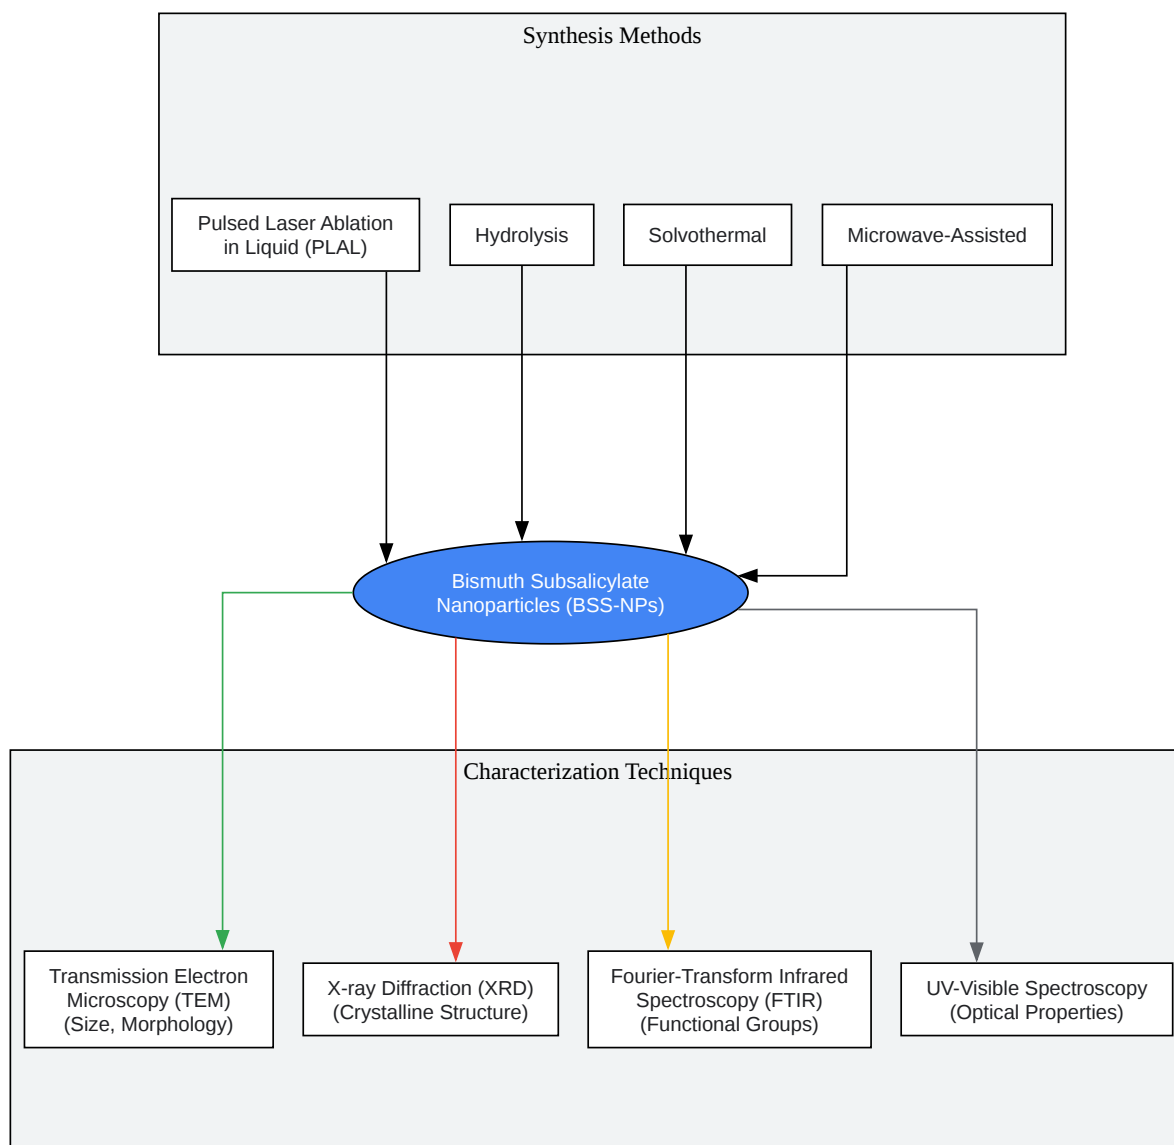 Synthesis Methods
Pulsed Laser Ablation
in Liquid (PLAL)
Hydrolysis
Solvothermal
Microwave-Assisted
Bismuth Subsalicylate
Nanoparticles (BSS-NPs)
Characterization Techniques
Transmission Electron
Microscopy (TEM)
(Size, Morphology)
X-ray Diffraction (XRD)
(Crystalline Structure)
Fourier-Transform Infrared
Spectroscopy (FTIR)
(Functional Groups)
UV-Visible Spectroscopy
(Optical Properties)